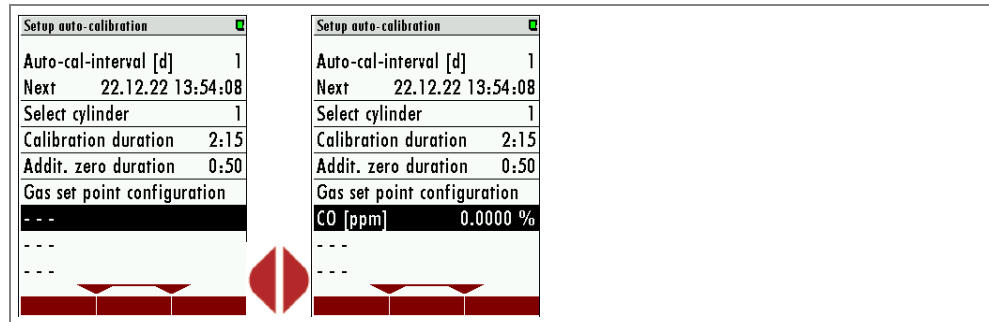 Setup auto-calibration
Auto-cal-interval [d] 1
Next 22.12.22 13:54:08
Select cylinder 1
Calibration duration 2:15
Addit. zero duration 0:50
Gas set point configuration
- - -
- - -
- - -
Setup auto-calibration
Auto-cal-interval [d] 1
Next 22.12.22 13:54:08
Select cylinder 1
Calibration duration 2:15
Addit. zero duration 0:50
Gas set point configuration
CO [ppm] 0.0000 %
- - -
- - -